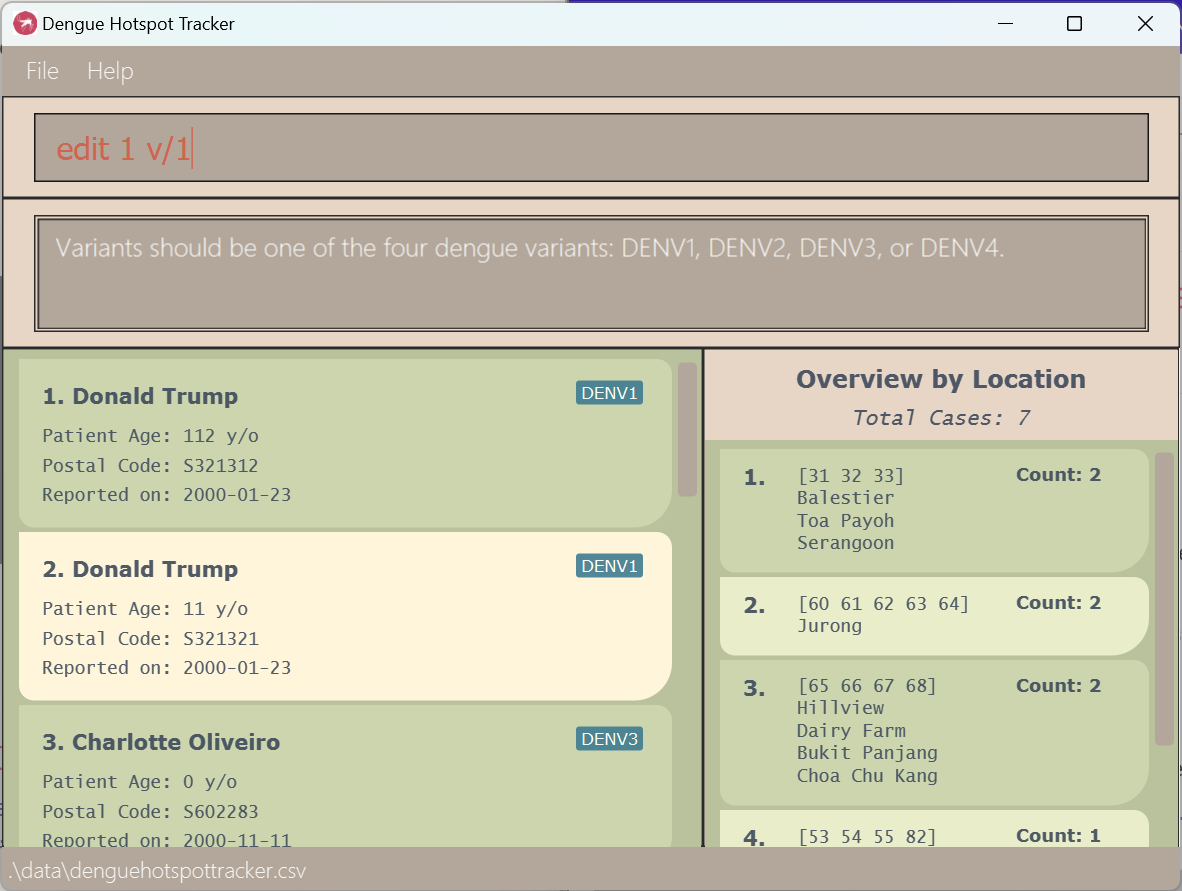 Dengue Hotspot Tracker
File Help
edit 1 v/1
Variants should be one of the four dengue variants: DENV1, DENV2, DENV3, or DENV4.
1. Donald Trump DENV1
Patient Age: 112 y/o
Postal Code: S321312
Reported on: 2000-01-23
2. Donald Trump DENV1
Patient Age: 11 y/o
Postal Code: S321321
Reported on: 2000-01-23
3. Charlotte Oliveiro DENV3
Patient Age: 0 y/o
Postal Code: S602283
Reported on: 2000-11-11
Overview by Location
Total Cases: 7
1. [31 32 33] Count: 2
Balestier
Toa Payoh
Serangoon
2. [60 61 62 63 64] Count: 2
Jurong
3. [65 66 67 68] Count: 2
Hillview
Dairy Farm
Bukit Panjang
Choa Chu Kang
4. [53 54 55 82] Count: 1
.\data\denguehotspottracker.csv